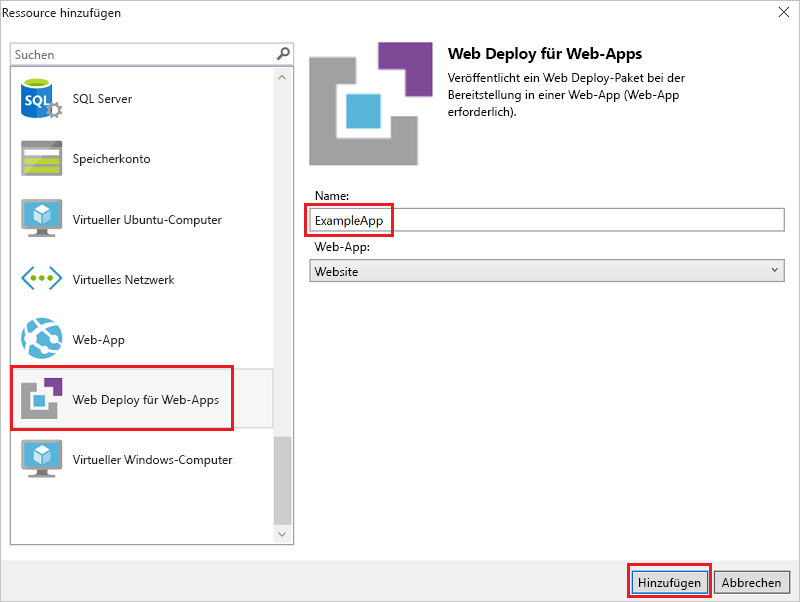 Ressource hinzufügen
Suchen
SQL
SQL Server
Speicherkonto
Virtueller Ubuntu-Computer
Virtuelles Netzwerk
Web-App
Web Deploy für Web-Apps
Virtueller Windows-Computer
Web Deploy für Web-Apps
Veröffentlicht ein Web Deploy-Paket bei der
Bereitstellung in einer Web-App (Web-App
erforderlich).
Name:
ExampleApp
Web-App:
Website
Hinzufügen
Abbrechen